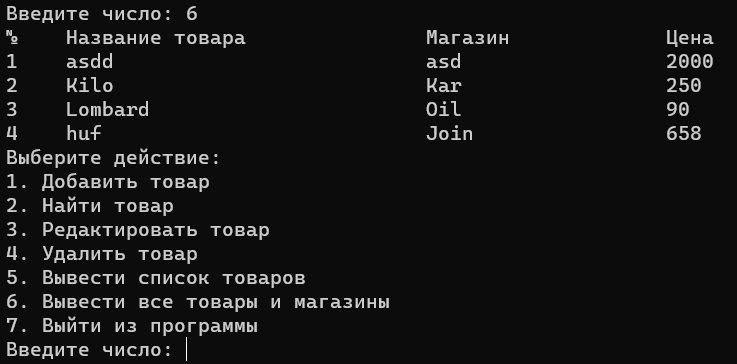 Введите число: 6
№ Название товара Магазин Цена
1 asdd asd 2000
2 Kilo Kar 250
3 Lombard Oil 90
4 huf Join 658
Выберите действие:
1. Добавить товар
2. Найти товар
3. Редактировать товар
4. Удалить товар
5. Вывести список товаров
6. Вывести все товары и магазины
7. Выйти из программы
Введите число: